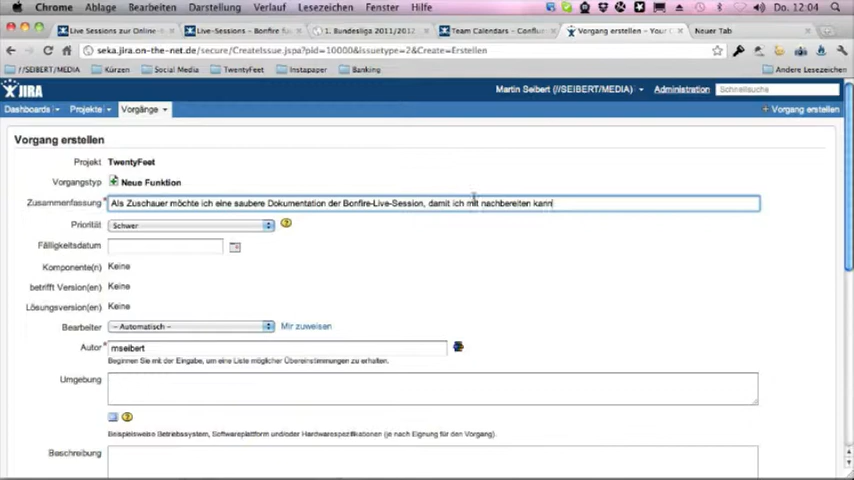 Chrome Ablage Bearbeiten Darstellung Verlauf Lesezeichen Fenster Hilfe Di. 12:04
Live Sessions zur Online-
Live-Sessions – Bonfire fu
1. Bundesliga 2011/2012
Team Calendars – Conflu
Vorgang erstellen – Your C
Neuer Tab
seka.jira.on-the-net.de/secure/CreateIssue.jspa?pid=10000&issuetype=2&Create=Erstellen
//SEIBERT/MEDIA Kürzen Social Media TwentyFeet Instapaper Banking Andere Lesezeichen
JIRA Martin Seibert (//SEIBERT/MEDIA) Administration Schnellsuche
Dashboards Projekte Vorgänge + Vorgang erstellen
Vorgang erstellen
Projekt TwentyFeet
Vorgangstyp Neue Funktion
Zusammenfassung* Als Zuschauer möchte ich eine saubere Dokumentation der Bonfire-Live-Session, damit ich mit nachbereiten kann
Priorität Schwer
Fälligkeitsdatum
Komponente(n) Keine
betrifft Version(en) Keine
Lösungsversion(en) Keine
Bearbeiter – Automatisch – Mir zuweisen
Autor* mseibert
Beginnen Sie mit der Eingabe, um eine Liste möglicher Übereinstimmungen zu erhalten.
Umgebung
Beispielsweise Betriebssystem, Softwareplattform und/oder Hardwarespezifikationen (je nach Eignung für den Vorgang).
Beschreibung